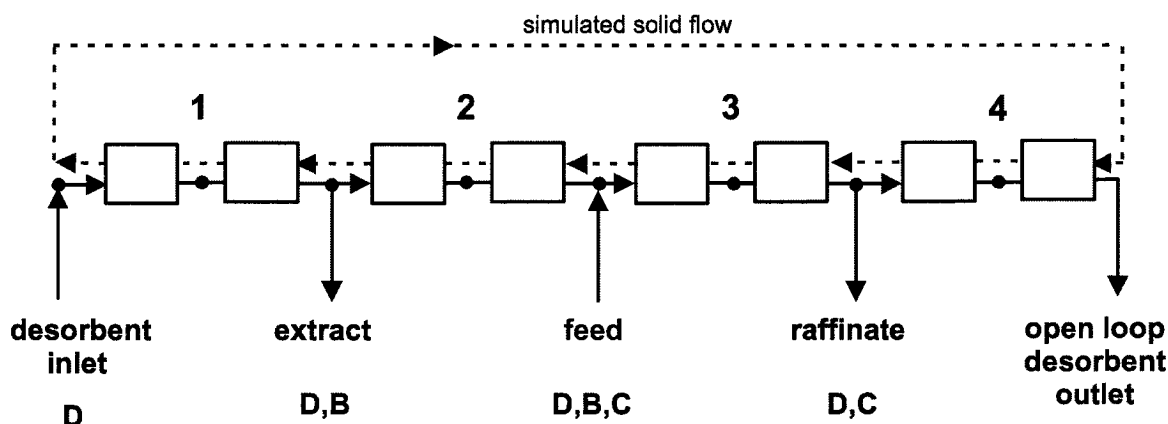 simulated solid flow
1 2 3 4
desorbent inlet
extract
feed
raffinate
open loop desorbent outlet
D
D,B
D,B,C
D,C